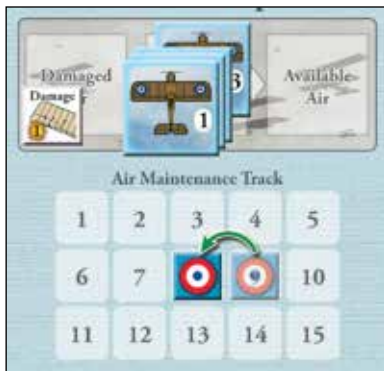 Damaged Available
Air
Damage
1
1
3
Air Maintenance Track
1 2 3 4 5
6 7 9 10
11 12 13 14 15